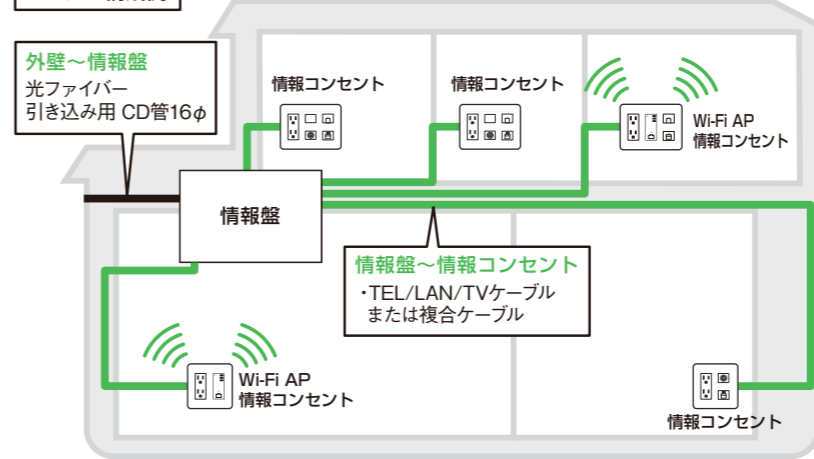 外壁～情報盤
光ファイバー
引き込み用 CD管16φ
情報コンセント
情報コンセント
Wi-Fi AP
情報コンセント
情報盤
情報盤～情報コンセント
・TEL/LAN/TVケーブル
または複合ケーブル
Wi-Fi AP
情報コンセント
情報コンセント